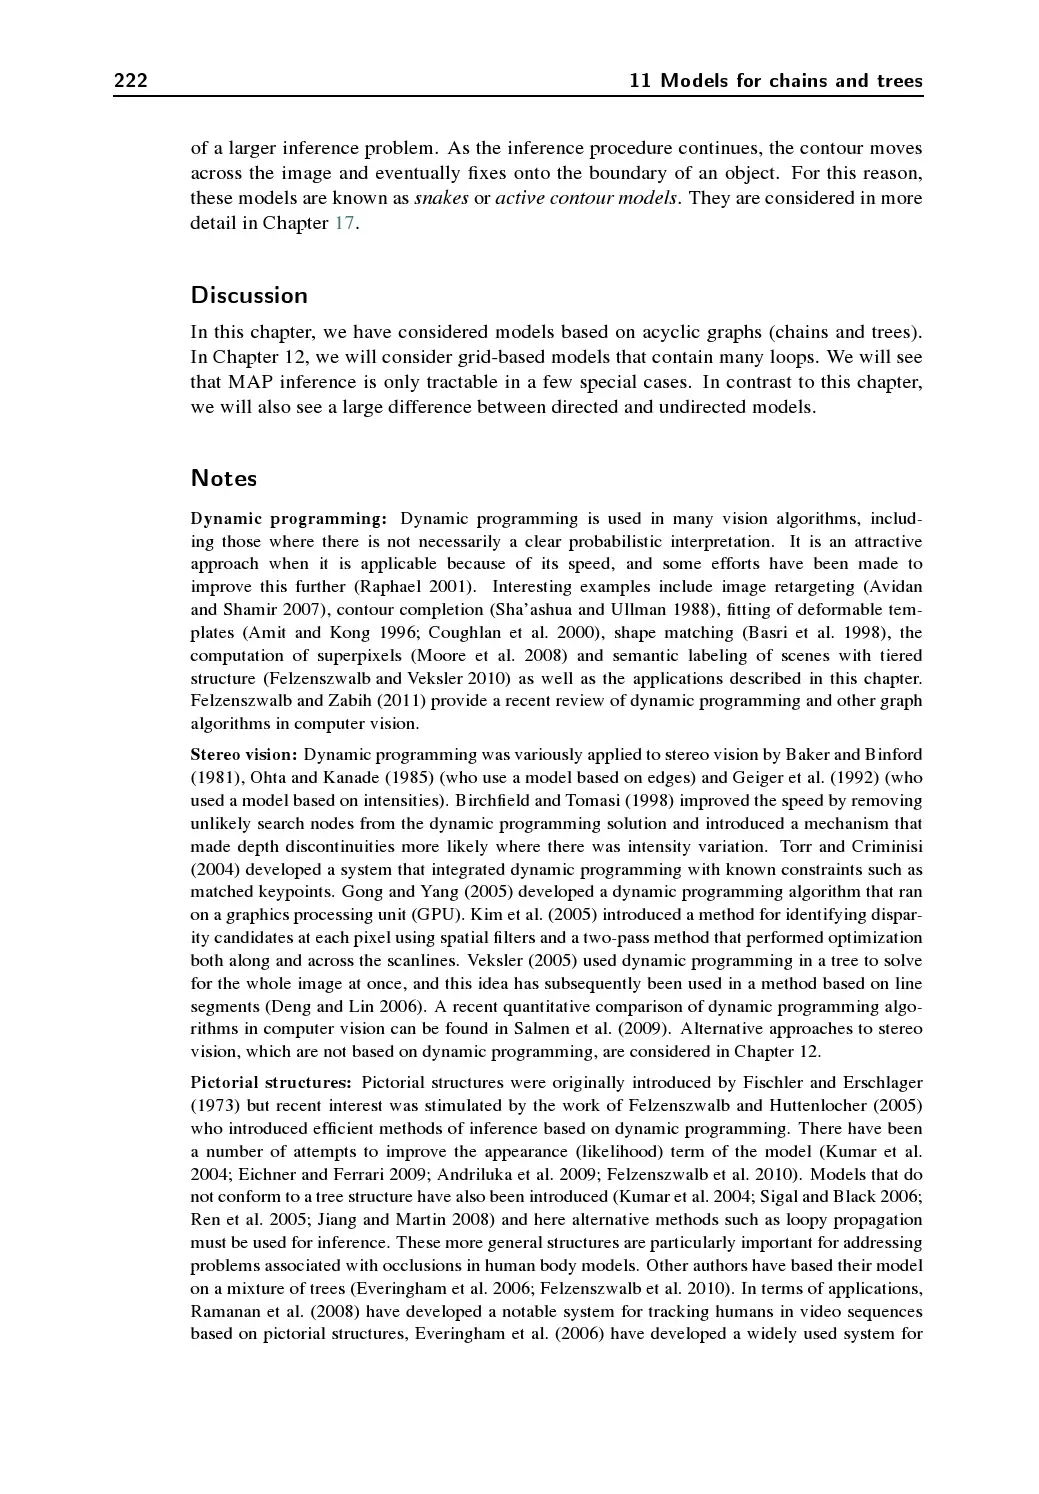 222 11 Models for chains and trees
of a larger inference problem. As the inference procedure continues, the contour moves
across the image and eventually fixes onto the boundary of an object. For this reason,
these models are known as snakes or active contour models. They are considered in more
detail in Chapter 17.
Discussion
In this chapter, we have considered models based on acyclic graphs (chains and trees).
In Chapter 12, we will consider grid-based models that contain many loops. We will see
that MAP inference is only tractable in a few special cases. In contrast to this chapter,
we will also see a large difference between directed and undirected models.
Notes
Dynamic programming: Dynamic programming is used in many vision algorithms, includ-
ing those where there is not necessarily a clear probabilistic interpretation. It is an attractive
approach when it is applicable because of its speed, and some efforts have been made to
improve this further (Raphael 2001). Interesting examples include image retargeting (Avidan
and Shamir 2007), contour completion (Sha'ashua and Ullman 1988), fitting of deformable tem-
plates (Amit and Kong 1996; Coughlan et al. 2000), shape matching (Basri et al. 1998), the
computation of superpixels (Moore et al. 2008) and semantic labeling of scenes with tiered
structure (Felzenszwalb and Veksler 2010) as well as the applications described in this chapter.
Felzenszwalb and Zabih (2011) provide a recent review of dynamic programming and other graph
algorithms in computer vision.
Stereo vision: Dynamic programming was variously applied to stereo vision by Baker and Binford
(1981), Ohta and Kanade (1985) (who use a model based on edges) and Geiger et al. (1992) (who
used a model based on intensities). Birchfield and Tomasi (1998) improved the speed by removing
unlikely search nodes from the dynamic programming solution and introduced a mechanism that
made depth discontinuities more likely where there was intensity variation. Torr and Criminisi
(2004) developed a system that integrated dynamic programming with known constraints such as
matched keypoints. Gong and Yang (2005) developed a dynamic programming algorithm that ran
on a graphics processing unit (GPU). Kim et al. (2005) introduced a method for identifying dispar-
ity candidates at each pixel using spatial filters and a two-pass method that performed optimization
both along and across the scanlines. Veksler (2005) used dynamic programming in a tree to solve
for the whole image at once, and this idea has subsequently been used in a method based on line
segments (Deng and Lin 2006). A recent quantitative comparison of dynamic programming algo-
rithms in computer vision can be found in Salmen et al. (2009). Alternative approaches to stereo
vision, which are not based on dynamic programming, are considered in Chapter 12.
Pictorial structures: Pictorial structures were originally introduced by Fischler and Erschlager
(1973) but recent interest was stimulated by the work of Felzenszwalb and Huttenlocher (2005)
who introduced efficient methods of inference based on dynamic programming. There have been
a number of attempts to improve the appearance (likelihood) term of the model (Kumar et al.
2004; Eichner and Ferrari 2009; Andriluka et al. 2009; Felzenszwalb et al. 2010). Models that do
not conform to a tree structure have also been introduced (Kumar et al. 2004; Sigal and Black 2006;
Ren et al. 2005; Jiang and Martin 2008) and here alternative methods such as loopy propagation
must be used for inference. These more general structures are particularly important for addressing
problems associated with occlusions in human body models. Other authors have based their model
on a mixture of trees (Everingham et al. 2006; Felzenszwalb et al. 2010). In terms of applications,
Ramanan et al. (2008) have developed a notable system for tracking humans in video sequences
based on pictorial structures, Everingham et al. (2006) have developed a widely used system for